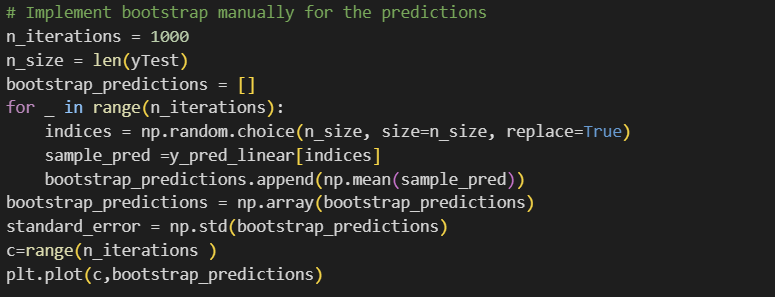 # Implement bootstrap manually for the predictions
n_iterations = 1000
n_size = len(yTest)
bootstrap_predictions = []
for _ in range(n_iterations):
    indices = np.random.choice(n_size, size=n_size, replace=True)
    sample_pred =y_pred_linear[indices]
    bootstrap_predictions.append(np.mean(sample_pred))
bootstrap_predictions = np.array(bootstrap_predictions)
standard_error = np.std(bootstrap_predictions)
c=range(n_iterations )
plt.plot(c,bootstrap_predictions)